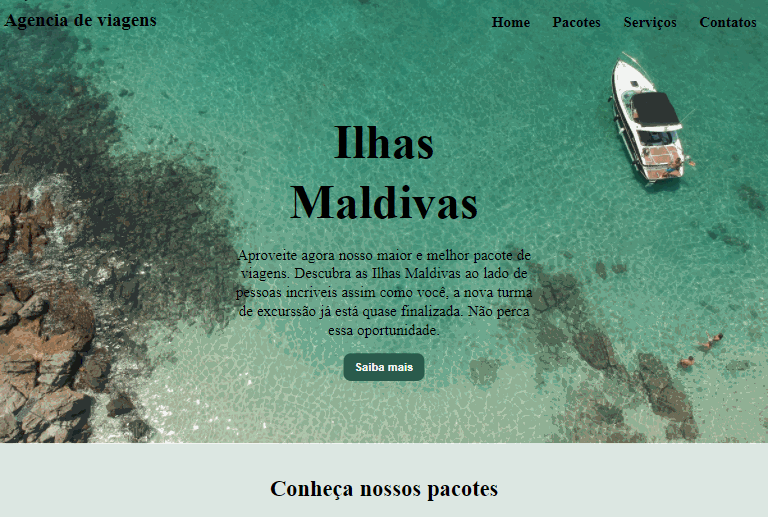 Agencia de viagens
Home Pacotes Serviços Contatos
Ilhas
Maldivas
Aproveite agora nosso maior e melhor pacote de
viagens. Descubra as Ilhas Maldivas ao lado de
pessoas incriveis assim como você, a nova turma
de excurssão já está quase finalizada. Não perca
essa oportunidade.
Saiba mais
Conheça nossos pacotes